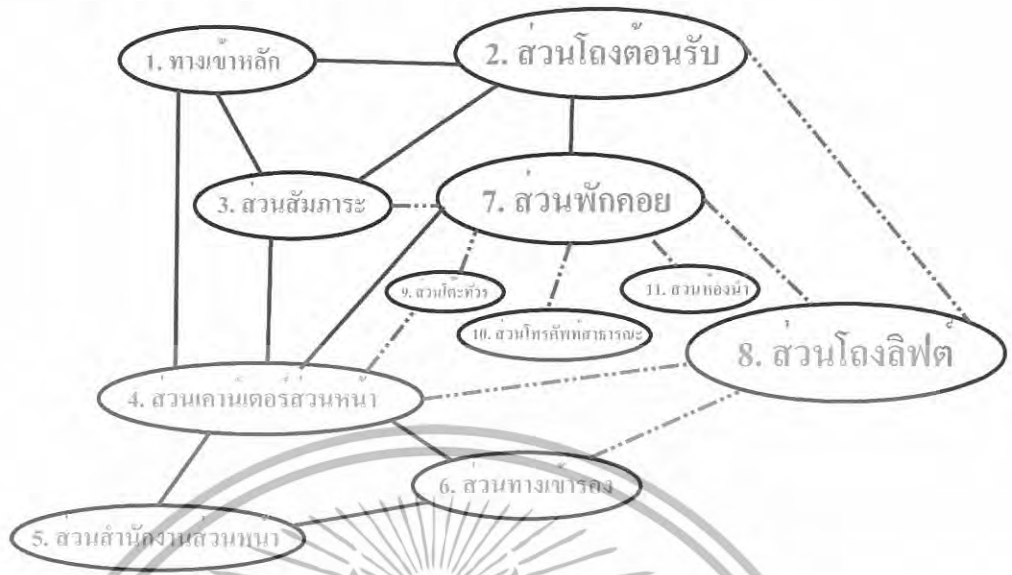 1. ทางเข้าหลัก
2. ส่วนโถงต้อนรับ
3. ส่วนสัมภาระ
7. ส่วนพักคอย
9. ส่วนโต๊ะทัวร์
11. ส่วนห้องน้ำ
10. ส่วนโทรศัพท์สาธารณะ
8. ส่วนโถงลิฟต์
4. ส่วนเคาน์เตอร์ส่วนหน้า
6. ส่วนทางเข้ารอง
5. ส่วนสำนักงานส่วนหน้า